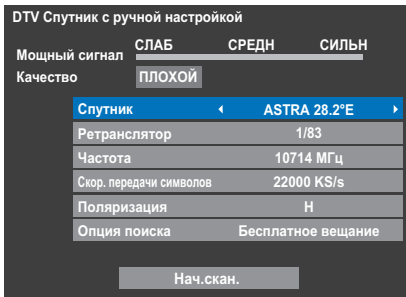 DTV Спутник с ручной настройкой
СЛАБ СРЕДН СИЛЬН
Мощный сигнал
Качество ПЛОХОЙ
Спутник ASTRA 28.2°E
Ретранслятор 1/83
Частота 10714 МГц
Скор. передачи символов 22000 KS/s
Поляризация H
Опция поиска Бесплатное вещание
Нач.скан.